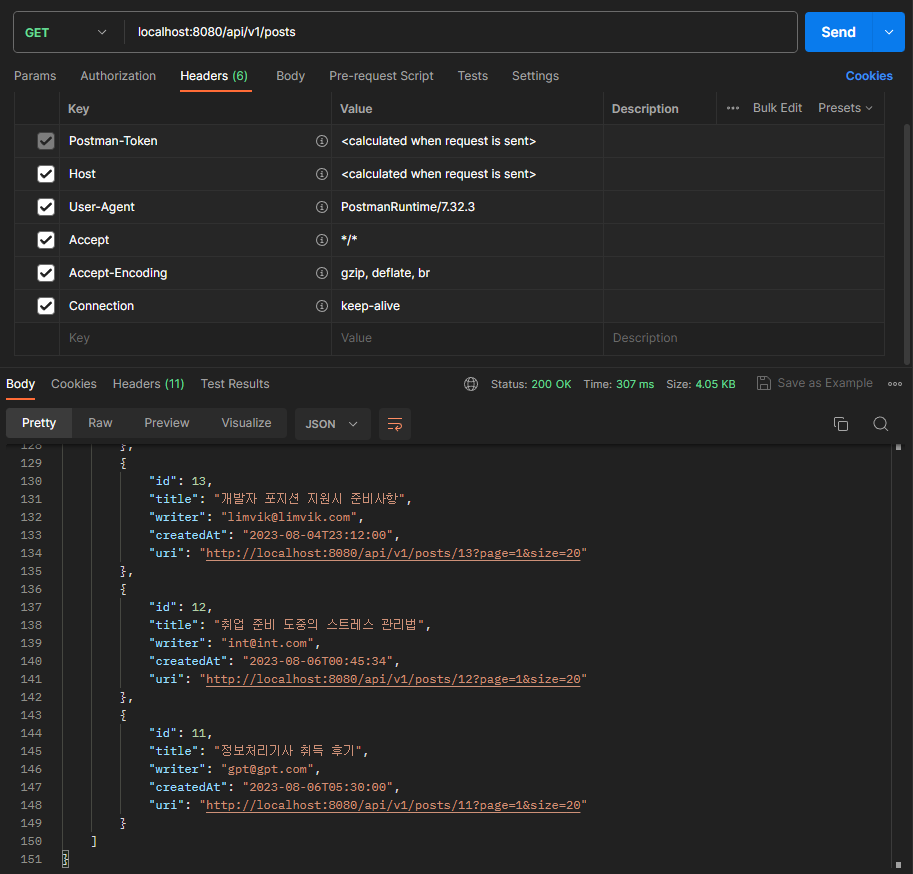 GET localhost:8080/api/v1/posts Send
Params Authorization Headers (6) Body Pre-request Script Tests Settings Cookies
Key Value Description Bulk Edit Presets
Postman-Token <calculated when request is sent>
Host <calculated when request is sent>
User-Agent PostmanRuntime/7.32.3
Accept */*
Accept-Encoding gzip, deflate, br
Connection keep-alive
Key Value Description
Body Cookies Headers (11) Test Results Status: 200 OK Time: 307 ms Size: 4.05 KB Save as Example
Pretty Raw Preview Visualize JSON
128 },
129 {
130 "id": 13,
131 "title": "개발자 포지션 지원시 준비사항",
132 "writer": "limvik@limvik.com",
133 "createdAt": "2023-08-04T23:12:00",
134 "uri": "http://localhost:8080/api/v1/posts/13?page=1&size=20"
135 },
136 {
137 "id": 12,
138 "title": "취업 준비 도중의 스트레스 관리법",
139 "writer": "int@int.com",
140 "createdAt": "2023-08-06T00:45:34",
141 "uri": "http://localhost:8080/api/v1/posts/12?page=1&size=20"
142 },
143 {
144 "id": 11,
145 "title": "정보처리기사 취득 후기",
146 "writer": "gpt@gpt.com",
147 "createdAt": "2023-08-06T05:30:00",
148 "uri": "http://localhost:8080/api/v1/posts/11?page=1&size=20"
149 }
150 ]
151 }